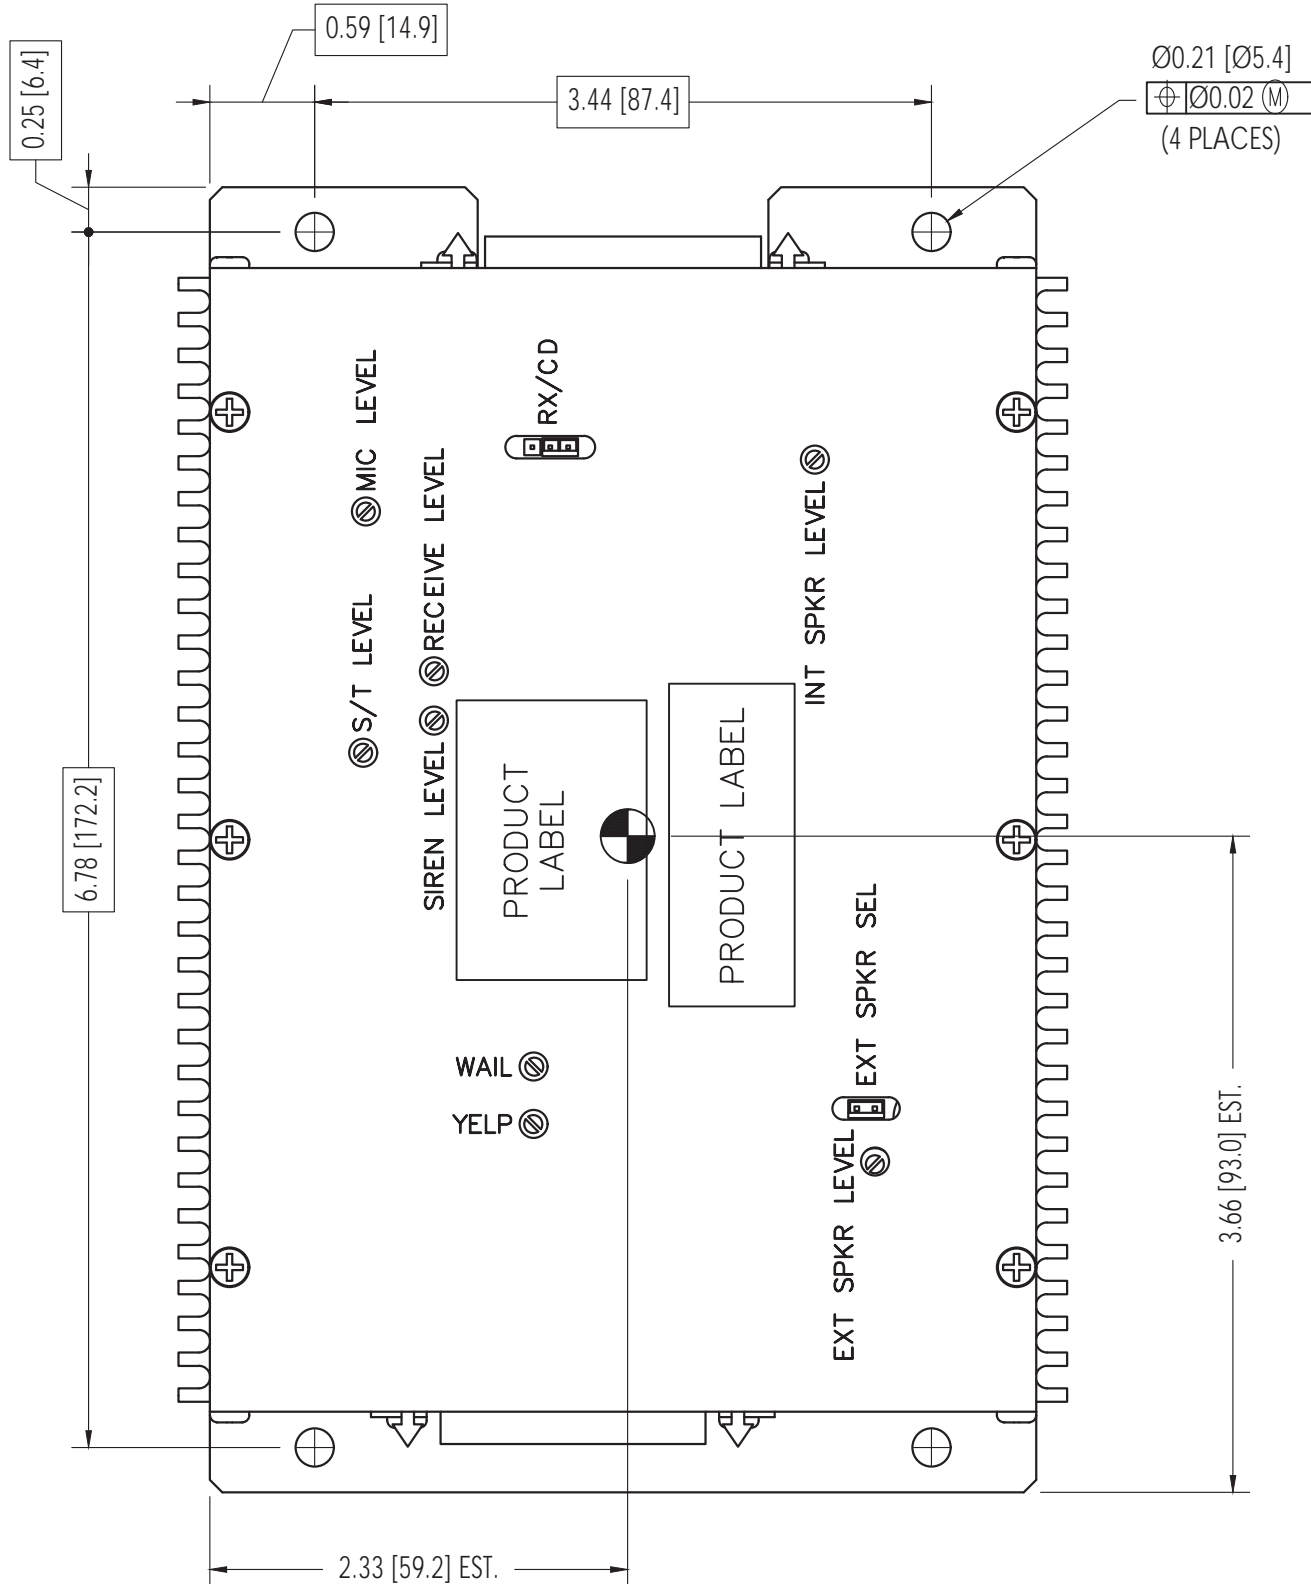 0.59 [14.9]
0.25 [6.4]
3.44 [87.4]
Ø0.21 [Ø5.4]
Ø0.02 Ⓜ
(4 PLACES)
MIC LEVEL
RX/CD
RECEIVE LEVEL
INT SPKR LEVEL
S/T LEVEL
SIREN LEVEL
PRODUCT
LABEL
PRODUCT LABEL
6.78 [172.2]
EXT SPKR SEL
WAIL
YELP
EXT SPKR LEVEL
3.66 [93.0] EST.
2.33 [59.2] EST.